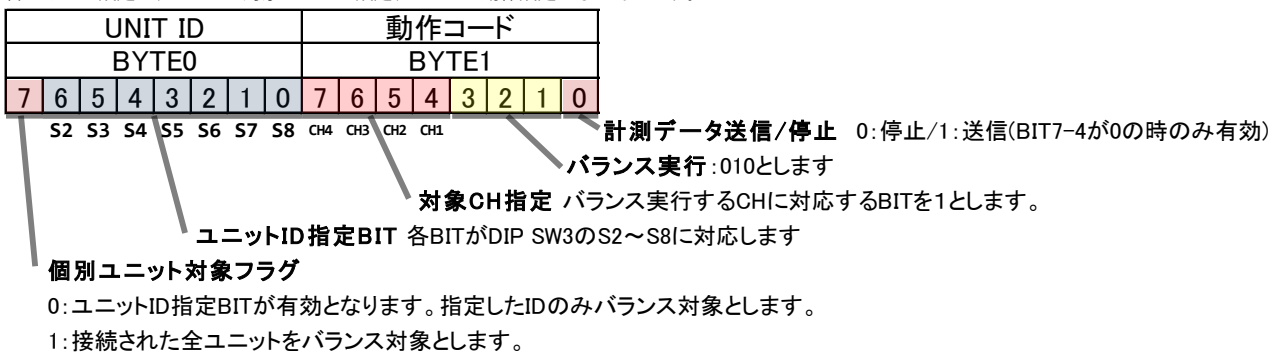 UNIT ID 動作コード
BYTE0 BYTE1
7 6 5 4 3 2 1 0 7 6 5 4 3 2 1 0
S2 S3 S4 S5 S6 S7 S8 CH4 CH3 CH2 CH1
計測データ送信/停止 0:停止/1:送信(BIT7-4が0の時のみ有効)
バランス実行:010とします
対象CH指定 バランス実行するCHに対応するBITを1とします。
ユニットID指定BIT 各BITがDIP SW3のS2~S8に対応します
個別ユニット対象フラグ
0:ユニットID指定BITが有効となります。指定したIDのみバランス対象とします。
1:接続された全ユニットをバランス対象とします。